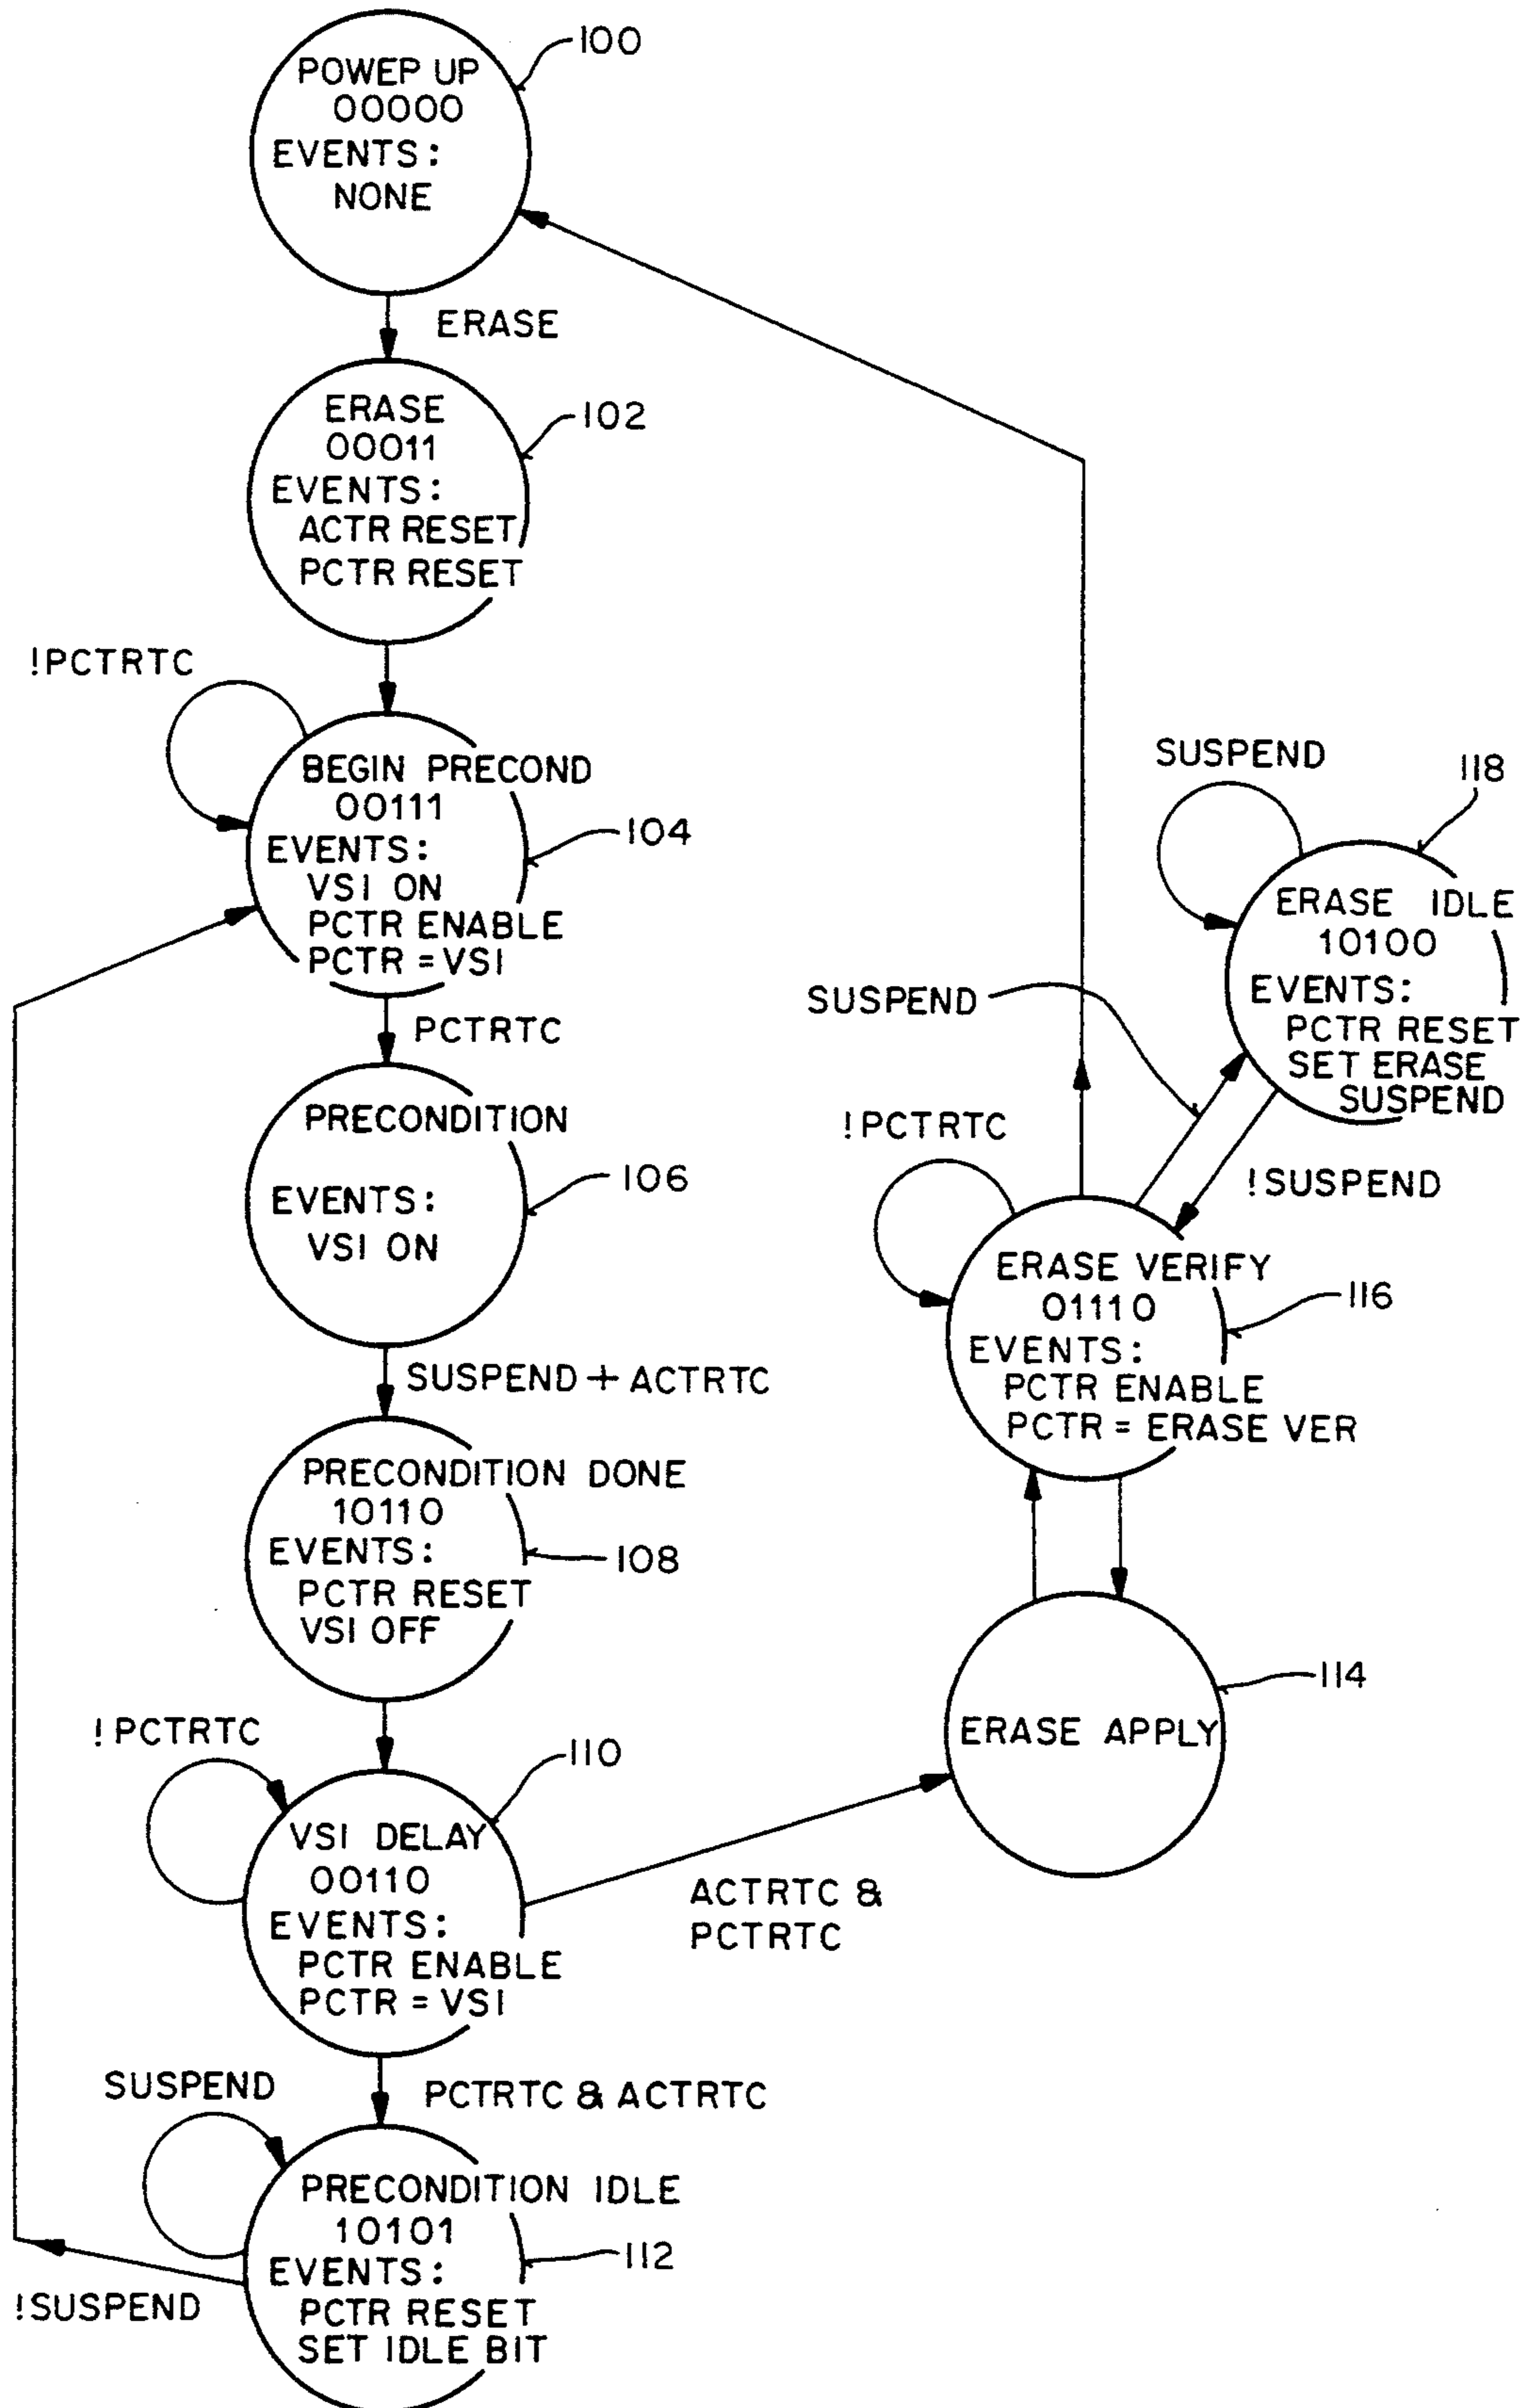 POWEP UP
00000
EVENTS:
NONE
100
ERASE
ERASE
00011
EVENTS:
ACTR RESET
PCTR RESET
102
!PCTRTC
BEGIN PRECOND
00111
EVENTS:
VSI ON
PCTR ENABLE
PCTR = VSI
104
PCTRTC
PRECONDITION
EVENTS:
VSI ON
106
SUSPEND + ACTRTC
PRECONDITION DONE
10110
EVENTS:
PCTR RESET
VSI OFF
108
!PCTRTC
VSI DELAY
00110
EVENTS:
PCTR ENABLE
PCTR = VSI
110
ACTRTC &
PCTRTC
SUSPEND
PCTRTC & ACTRTC
PRECONDITION IDLE
10101
EVENTS:
PCTR RESET
SET IDLE BIT
112
!SUSPEND
SUSPEND
118
ERASE IDLE
10100
EVENTS:
PCTR RESET
SET ERASE
SUSPEND
SUSPEND
!SUSPEND
!PCTRTC
ERASE VERIFY
01110
EVENTS:
PCTR ENABLE
PCTR = ERASE VER
116
ERASE APPLY
114